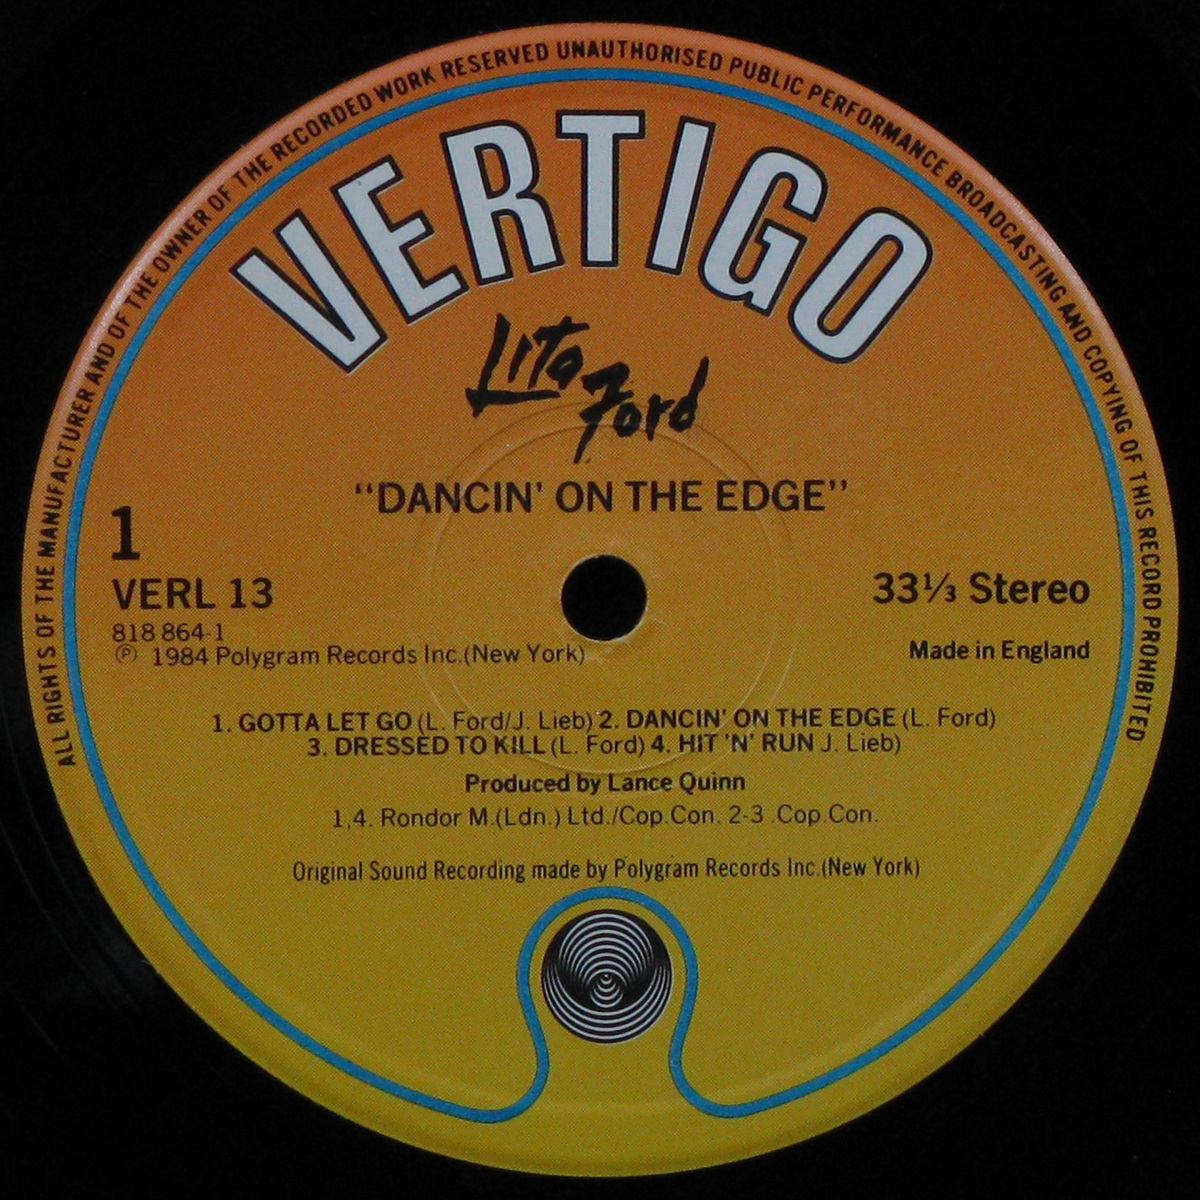 ALL RIGHTS OF THE MANUFACTURER AND OF THE OWNER OF THE RECORDED WORK RESERVED UNAUTHORISED PUBLIC PERFORMANCE BROADCASTING AND COPYING OF THIS RECORD PROHIBITED
VERTIGO
Lita
Ford
“DANCIN' ON THE EDGE”
1
VERL 13
33⅓ Stereo
818 864-1
Ⓟ 1984 Polygram Records Inc.(New York)
Made in England
1. GOTTA LET GO (L. Ford/J. Lieb) 2. DANCIN' ON THE EDGE (L. Ford)
3. DRESSED TO KILL (L. Ford) 4. HIT 'N' RUN J. Lieb)
Produced by Lance Quinn
1,4. Rondor M.(Ldn.) Ltd./Cop.Con. 2-3 .Cop.Con.
Original Sound Recording made by Polygram Records Inc.(New York)